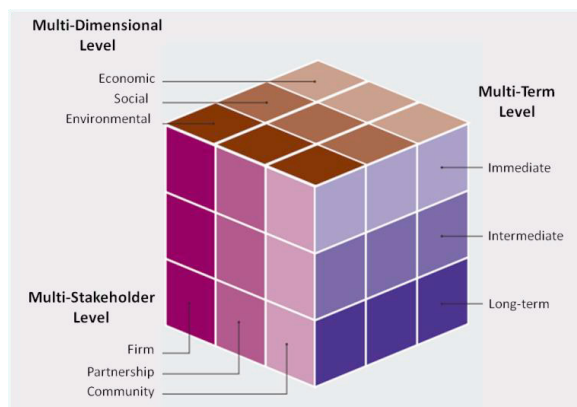 Multi-Dimensional
Level
Economic
Social
Environmental
Multi-Term
Level
Immediate
Intermediate
Long-term
Multi-Stakeholder
Level
Firm
Partnership
Community